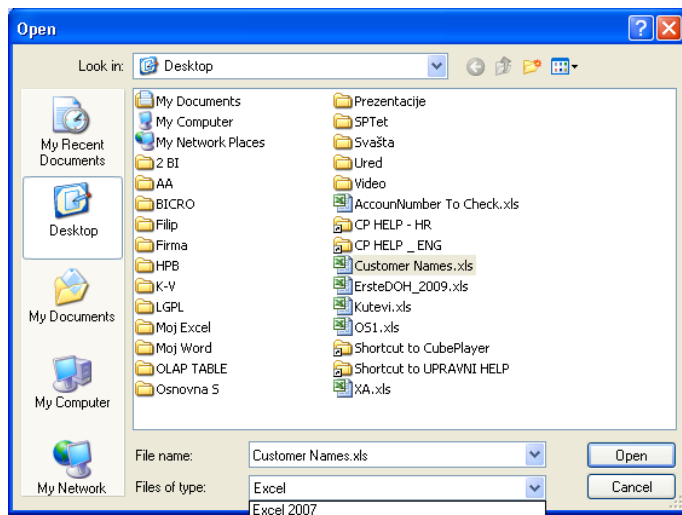 Open
Look in:
Desktop
My Recent
Documents
Desktop
My Documents
My Computer
My Network
My Documents
My Computer
My Network Places
2 BI
AA
BICRO
Filip
Firma
HPB
K-V
LGPL
Moj Excel
Moj Word
OLAP TABLE
Osnovna S
Prezentacije
SPTet
Svašta
Ured
Video
AccounNumber To Check.xls
CP HELP - HR
CP HELP _ ENG
Customer Names.xls
ErsteDOH_2009.xls
Kutevi.xls
OS1.xls
Shortcut to CubePlayer
Shortcut to UPRAVNI HELP
XA.xls
File name:
Customer Names.xls
Open
Files of type:
Excel
Cancel
Excel 2007